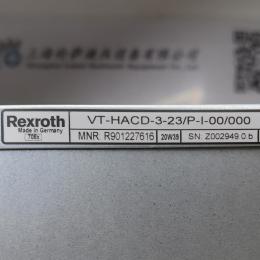 Rexroth
Made in Germany
VT-HACD-3-23/P-I-00/000
MNR R901227616
20W39
SN. Z002949.0.b